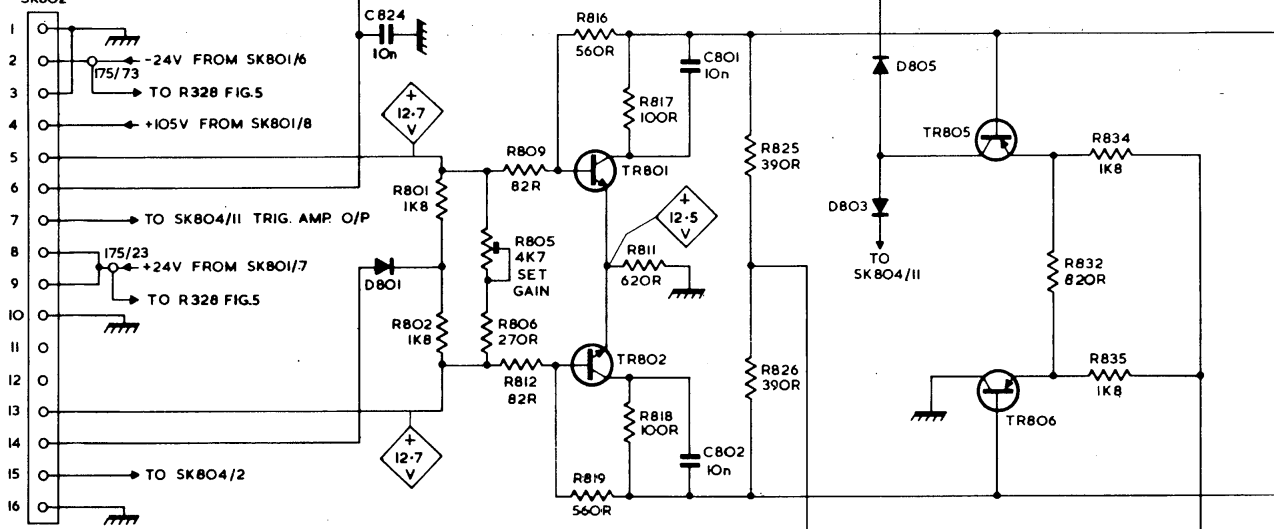 SK802
1
2
3
4
5
6
7
8
9
10
11
12
13
14
15
16
175/73
-24V FROM SK801/6
TO R328 FIG.5
+105V FROM SK801/8
TO SK804/11 TRIG. AMP. O/P
175/23
+24V FROM SK801/7
TO R328 FIG.5
TO SK804/2
C824
10n
+
12·7
V
R801
1K8
D801
R802
1K8
+
12·7
V
R809
82R
R805
4K7
SET
GAIN
R806
270R
R812
82R
R816
560R
R817
100R
C801
10n
TR801
+
12·5
V
R811
620R
TR802
R818
100R
C802
10n
R819
560R
R825
390R
R826
390R
D805
D803
TO
SK804/11
TR805
R834
1K8
R832
820R
R835
1K8
TR806